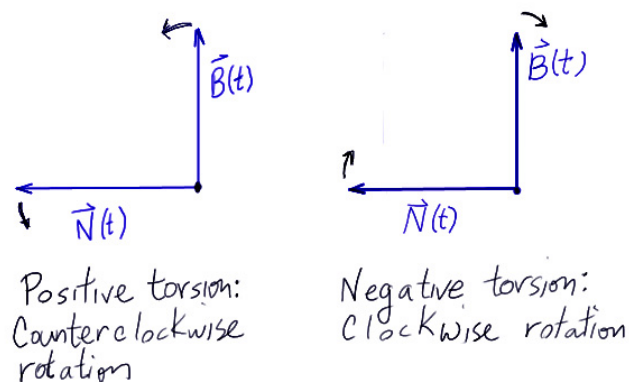 B⃗(t)
N⃗(t)
Positive torsion:
Counterclockwise
rotation
B⃗(t)
N⃗(t)
Negative torsion:
Clockwise rotation